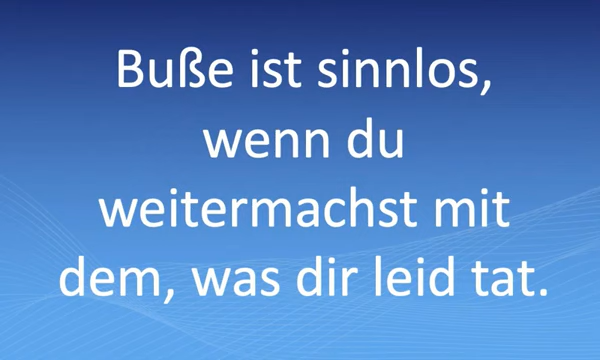 Buße ist sinnlos,
wenn du
weitermachst mit
dem, was dir leid tat.